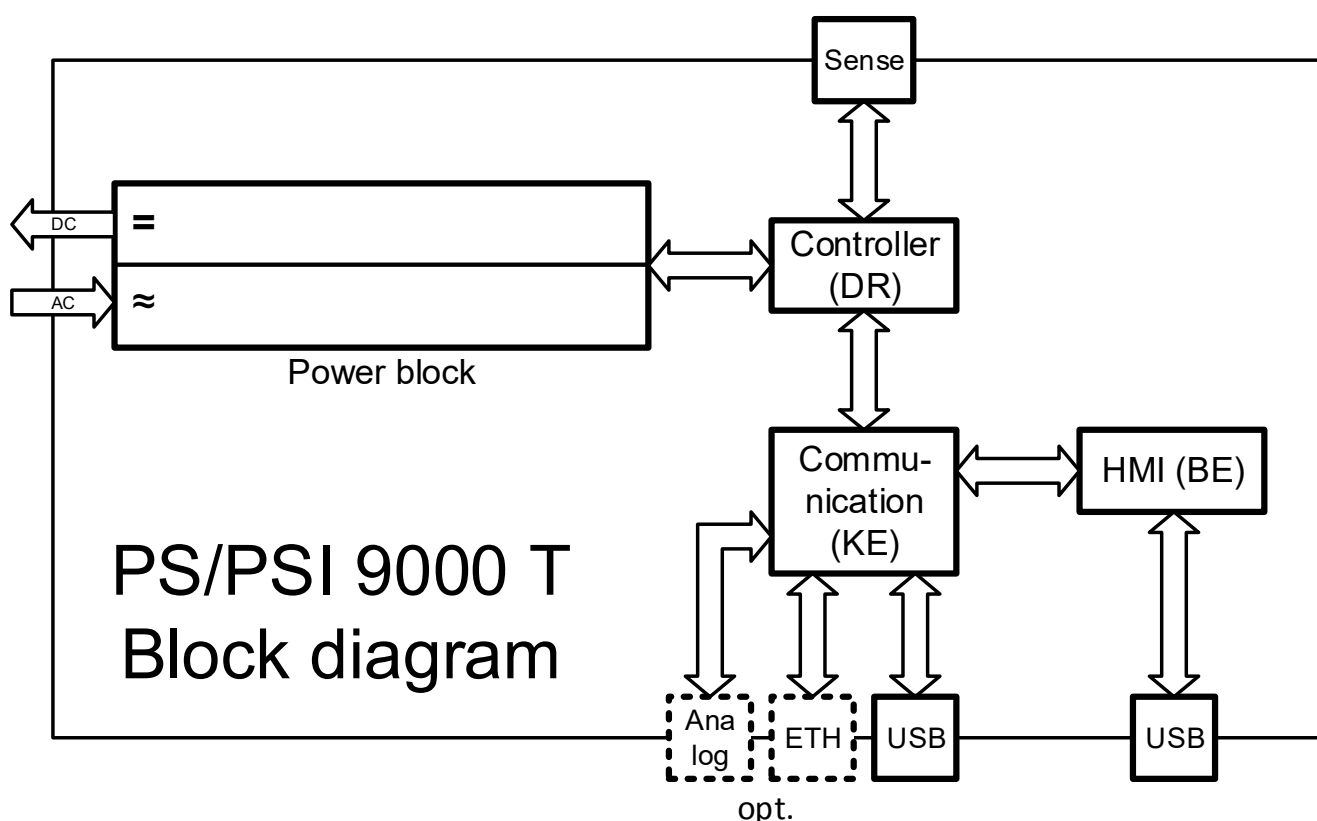 Sense
DC
=
AC
≈
Power block
Controller
(DR)
Commu-
nication
(KE)
HMI (BE)
PS/PSI 9000 T
Block diagram
Ana
log
ETH
USB
USB
opt.